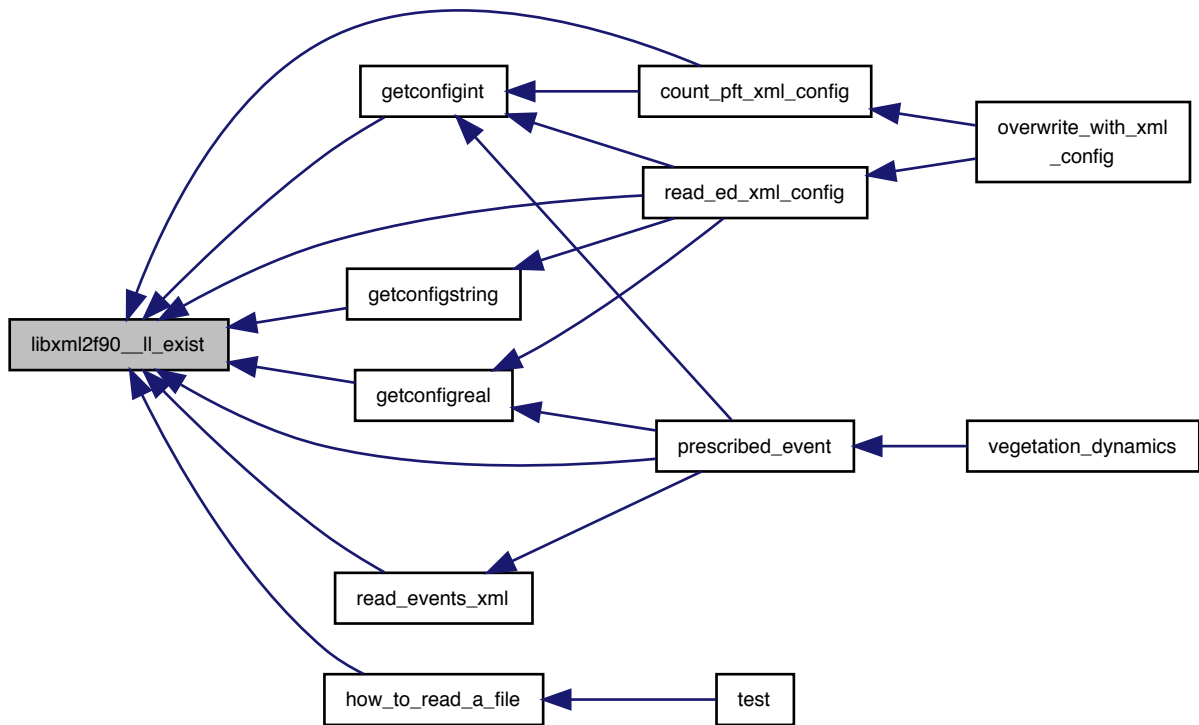 getconfigint
count_pft_xml_config
overwrite_with_xml
_config
read_ed_xml_config
getconfigstring
libxml2f90__ll_exist
getconfigreal
prescribed_event
vegetation_dynamics
read_events_xml
how_to_read_a_file
test